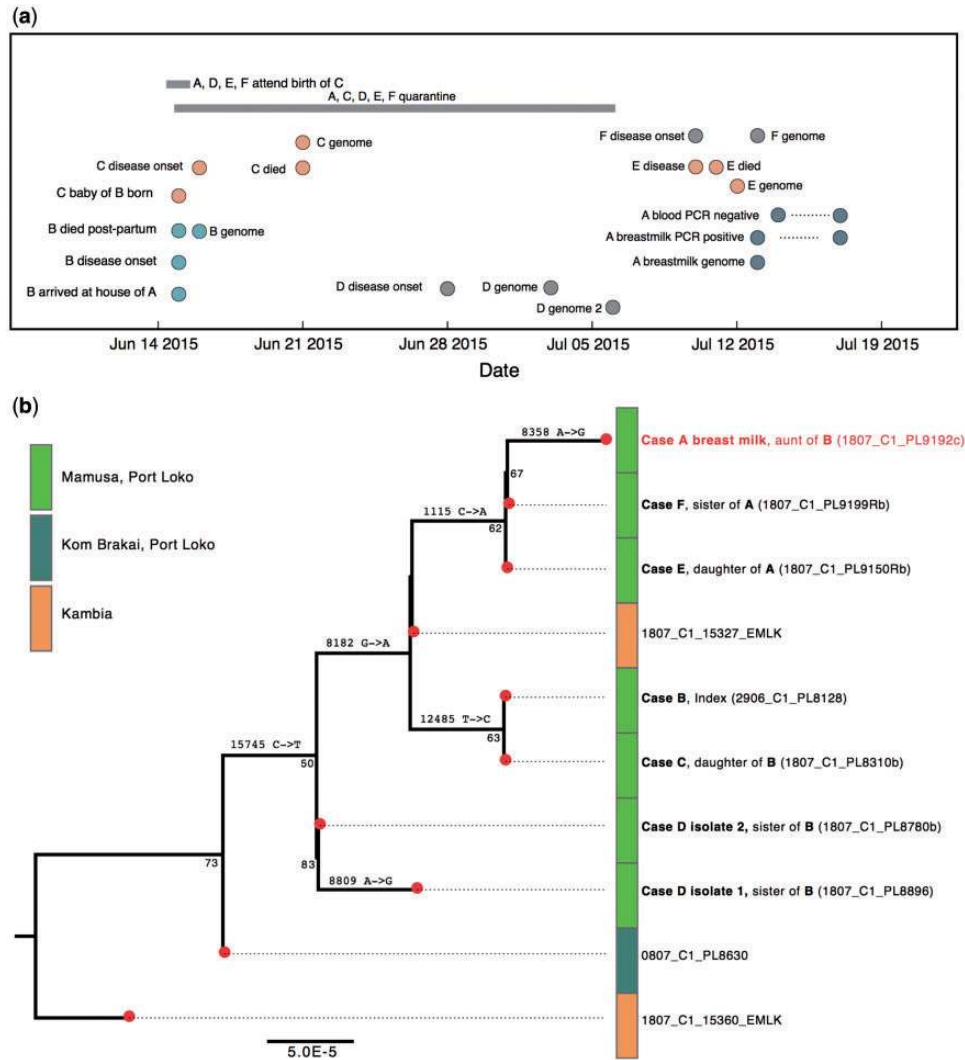 (a)
A, D, E, F attend birth of C
A, C, D, E, F quarantine
C genome
F disease onset
F genome
C disease onset
C died
E disease
E died
E genome
C baby of B born
A blood PCR negative
B died post-partum
B genome
A breastmilk PCR positive
B disease onset
A breastmilk genome
B arrived at house of A
D disease onset
D genome
D genome 2
Jun 14 2015
Jun 21 2015
Jun 28 2015
Jul 05 2015
Jul 12 2015
Jul 19 2015
Date
(b)
Mamusa, Port Loko
Kom Brakai, Port Loko
Kambia
8358 A->G
Case A breast milk, aunt of B (1807_C1_PL9192c)
67
Case F, sister of A (1807_C1_PL9199Rb)
1115 C->A
62
Case E, daughter of A (1807_C1_PL9150Rb)
1807_C1_15327_EMLK
8182 G->A
Case B, Index (2906_C1_PL8128)
12485 T->C
63
Case C, daughter of B (1807_C1_PL8310b)
15745 C->T
50
Case D isolate 2, sister of B (1807_C1_PL8780b)
83
8809 A->G
Case D isolate 1, sister of B (1807_C1_PL8896)
73
0807_C1_PL8630
1807_C1_15360_EMLK
5.0E-5